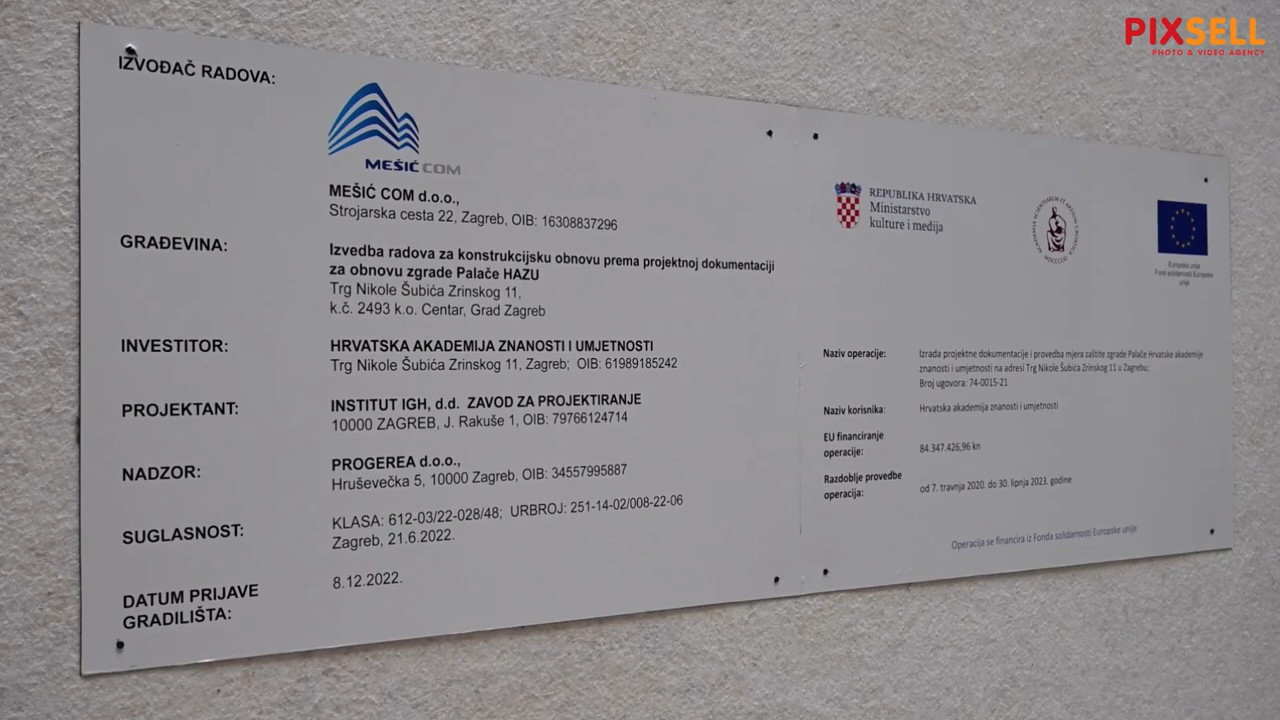 PIXSELL
PHOTO & VIDEO AGENCY
IZVOĐAČ RADOVA:
MEŠIĆ COM
MEŠIĆ COM d.o.o.,
Strojarska cesta 22, Zagreb, OIB: 16308837296
GRAĐEVINA:
Izvedba radova za konstrukcijsku obnovu prema projektnoj dokumentaciji
za obnovu zgrade Palače HAZU
Trg Nikole Šubića Zrinskog 11,
k.č. 2493 k.o. Centar, Grad Zagreb
INVESTITOR:
HRVATSKA AKADEMIJA ZNANOSTI I UMJETNOSTI
Trg Nikole Šubića Zrinskog 11, Zagreb; OIB: 61989185242
PROJEKTANT:
INSTITUT IGH, d.d. ZAVOD ZA PROJEKTIRANJE
10000 ZAGREB, J. Rakuše 1, OIB: 79766124714
NADZOR:
PROGEREA d.o.o.,
Hruševečka 5, 10000 Zagreb, OIB: 34557995887
SUGLASNOST:
KLASA: 612-03/22-028/48; URBROJ: 251-14-02/008-22-06
Zagreb, 21.6.2022.
DATUM PRIJAVE
GRADILIŠTA:
8.12.2022.
REPUBLIKA HRVATSKA
Ministarstvo
kulture i medija
Europska unija
Fond solidarnosti Europske
unije
Naziv operacije:
Izrada projektne dokumentacije i provedba mjera zaštite zgrade Palače Hrvatske akademije
znanosti i umjetnosti na adresi Trg Nikole Šubića Zrinskog 11 u Zagrebu;
Broj ugovora: 74-0015-21
Naziv korisnika:
Hrvatska akademija znanosti i umjetnosti
EU financiranje
operacije:
84.347.426,96 kn
Razdoblje provedbe
operacija:
od 7. travnja 2020. do 30. lipnja 2023. godine
Operacija se financira iz Fonda solidarnosti Europske unije